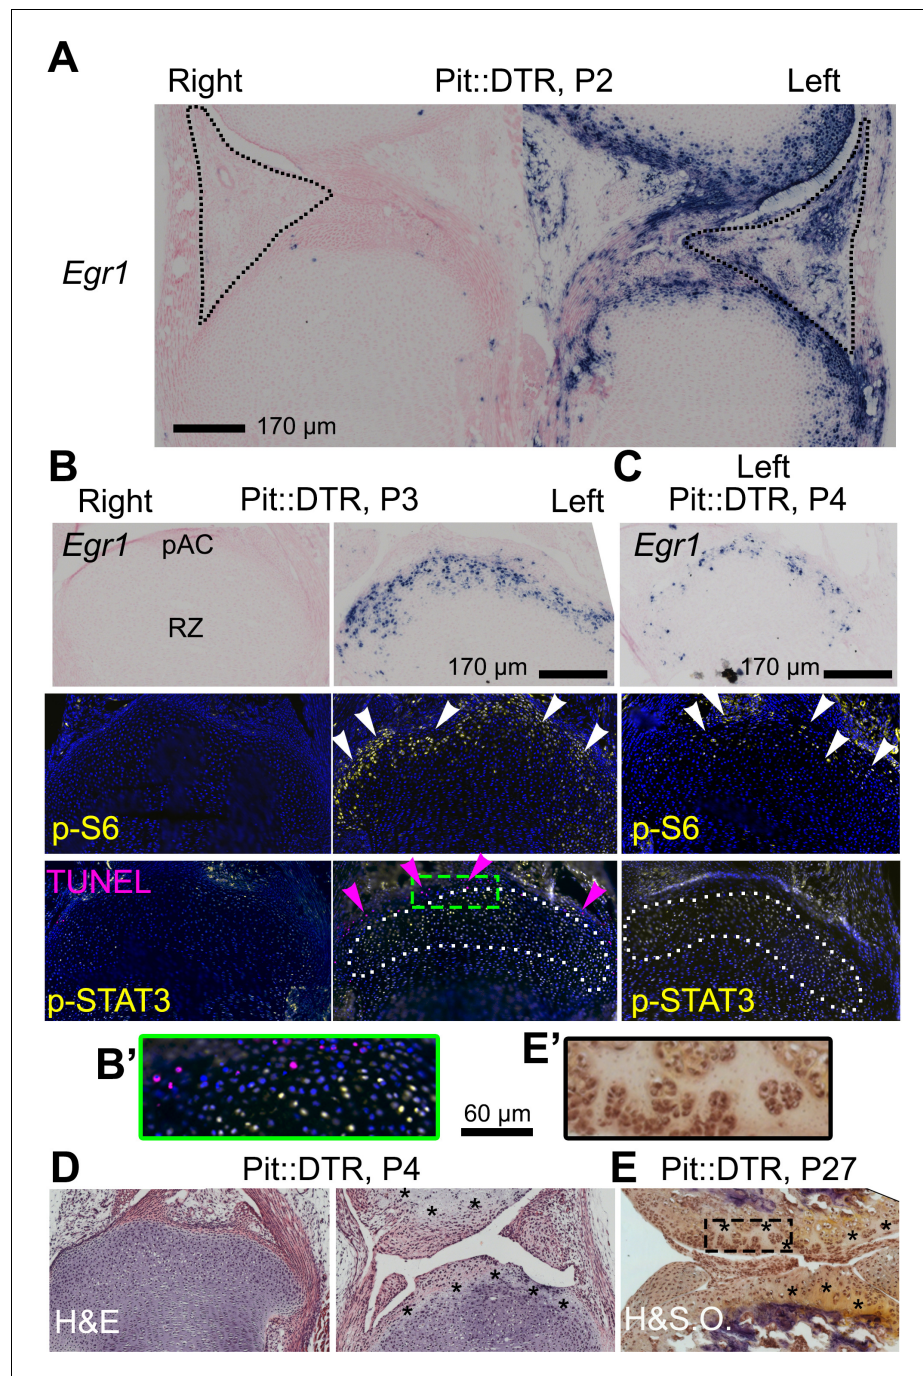 A
Right Pit::DTR, P2 Left
Egr1
170 µm
B
Right Pit::DTR, P3 Left
C
Left
Pit::DTR, P4
Egr1 pAC
RZ
170 µm
Egr1
170 µm
p-S6
p-S6
TUNEL
p-STAT3
p-STAT3
B’
60 µm
E’
D Pit::DTR, P4
E Pit::DTR, P27
H&E
H&S.O.